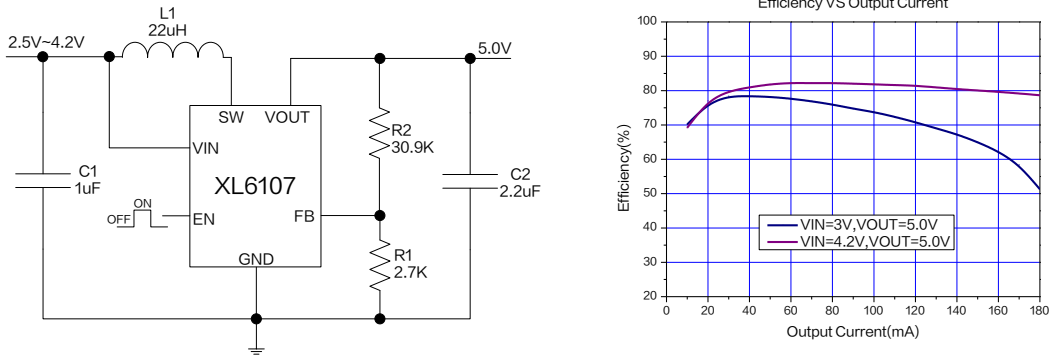 2.5V~4.2V
L1
22uH
5.0V
SW
VOUT
VIN
XL6107
EN
FB
GND
C1
1uF
ON
OFF
R2
30.9K
R1
2.7K
C2
2.2uF
Efficiency VS Output Current
100
90
80
70
60
50
40
30
20
Efficiency(%)
VIN=3V,VOUT=5.0V
VIN=4.2V,VOUT=5.0V
0 20 40 60 80 100 120 140 160 180
Output Current(mA)